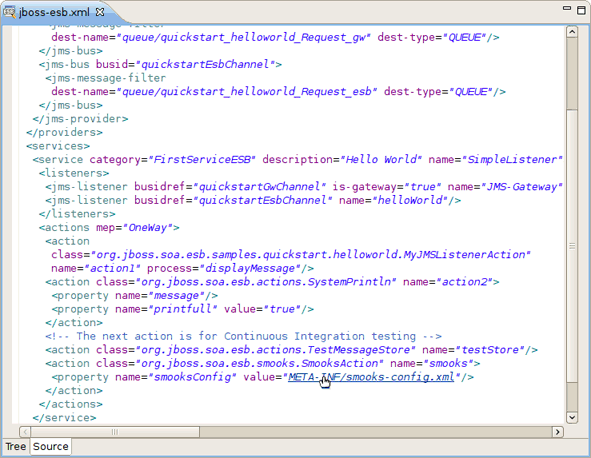 jboss-esb.xml
<jms-message-filter
dest-name="queue/quickstart_helloworld_Request_gw" dest-type="QUEUE"/>
</jms-bus>
<jms-bus busid="quickstartEsbChannel">
<jms-message-filter
dest-name="queue/quickstart_helloworld_Request_esb" dest-type="QUEUE"/>
</jms-bus>
</jms-provider>
</providers>
<services>
<service category="FirstServiceESB" description="Hello World" name="SimpleListener"
<listeners>
<jms-listener busidref="quickstartGwChannel" is-gateway="true" name="JMS-Gateway"
<jms-listener busidref="quickstartEsbChannel" name="helloWorld"/>
</listeners>
<actions mep="OneWay">
<action
class="org.jboss.soa.esb.samples.quickstart.helloworld.MyJMSListenerAction"
name="action1" process="displayMessage"/>
<action class="org.jboss.soa.esb.actions.SystemPrintln" name="action2">
<property name="message"/>
<property name="printfull" value="true"/>
</action>
<!-- The next action is for Continuous Integration testing -->
<action class="org.jboss.soa.esb.actions.TestMessageStore" name="testStore"/>
<action class="org.jboss.soa.esb.smooks.SmooksAction" name="smooks">
<property name="smooksConfig" value="META-INF/smooks-config.xml"/>
</action>
</actions>
</service>
Tree Source